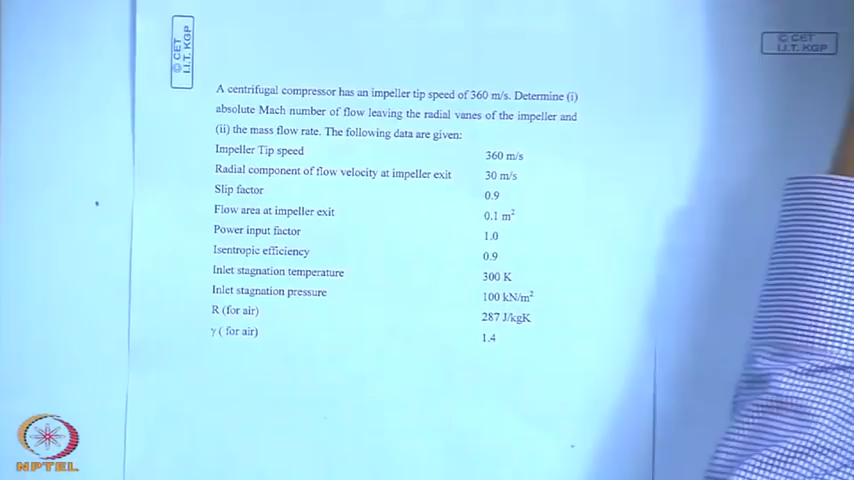 © CET
I.I.T. KGP
© CET
I.I.T. KGP
A centrifugal compressor has an impeller tip speed of 360 m/s. Determine (i)
absolute Mach number of flow leaving the radial vanes of the impeller and
(ii) the mass flow rate. The following data are given:
Impeller Tip speed 360 m/s
Radial component of flow velocity at impeller exit 30 m/s
Slip factor 0.9
Flow area at impeller exit 0.1 m²
Power input factor 1.0
Isentropic efficiency 0.9
Inlet stagnation temperature 300 K
Inlet stagnation pressure 100 kN/m²
R (for air) 287 J/kgK
γ ( for air) 1.4
NPTEL